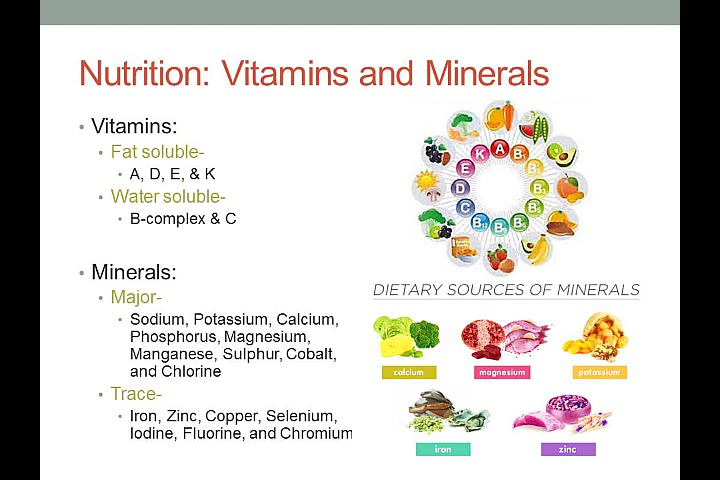 Nutrition: Vitamins and Minerals
Vitamins:
Fat soluble-
A, D, E, & K
Water soluble-
B-complex & C
Minerals:
Major-
Sodium, Potassium, Calcium,
Phosphorus, Magnesium,
Manganese, Sulphur, Cobalt,
and Chlorine
Trace-
Iron, Zinc, Copper, Selenium,
Iodine, Fluorine, and Chromium
K
A
E
D
C
DIETARY SOURCES OF MINERALS
calcium
magnesium
potassium
iron
zinc